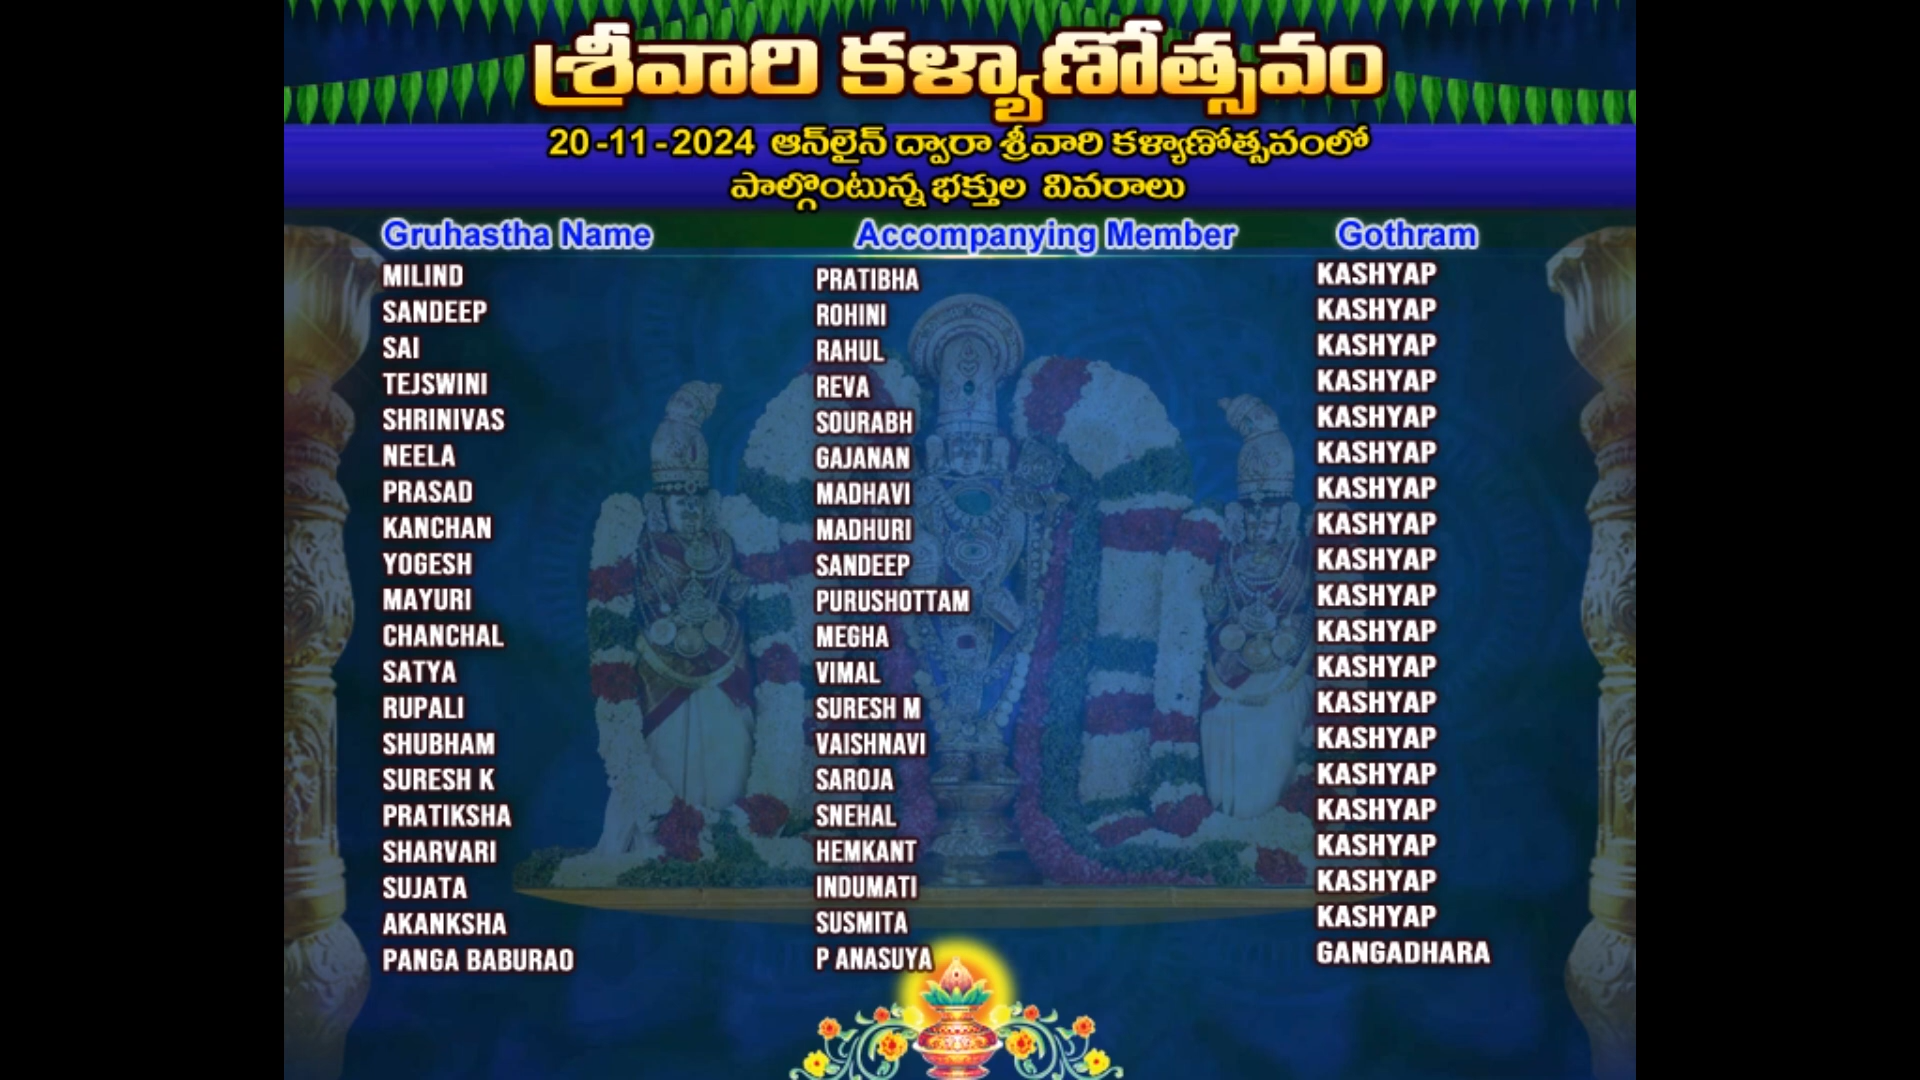 శ్రీవారి కళ్యాణోత్సవం
20-11-2024 ఆన్‌లైన్ ద్వారా శ్రీవారి కళ్యాణోత్సవంలో
పాల్గొంటున్న భక్తుల వివరాలు
Gruhastha Name Accompanying Member Gothram
MILIND PRATIBHA KASHYAP
SANDEEP ROHINI KASHYAP
SAI RAHUL KASHYAP
TEJSWINI REVA KASHYAP
SHRINIVAS SOURABH KASHYAP
NEELA GAJANAN KASHYAP
PRASAD MADHAVI KASHYAP
KANCHAN MADHURI KASHYAP
YOGESH SANDEEP KASHYAP
MAYURI PURUSHOTTAM KASHYAP
CHANCHAL MEGHA KASHYAP
SATYA VIMAL KASHYAP
RUPALI SURESH M KASHYAP
SHUBHAM VAISHNAVI KASHYAP
SURESH K SAROJA KASHYAP
PRATIKSHA SNEHAL KASHYAP
SHARVARI HEMKANT KASHYAP
SUJATA INDUMATI KASHYAP
AKANKSHA SUSMITA KASHYAP
PANGA BABURAO P ANASUYA GANGADHARA